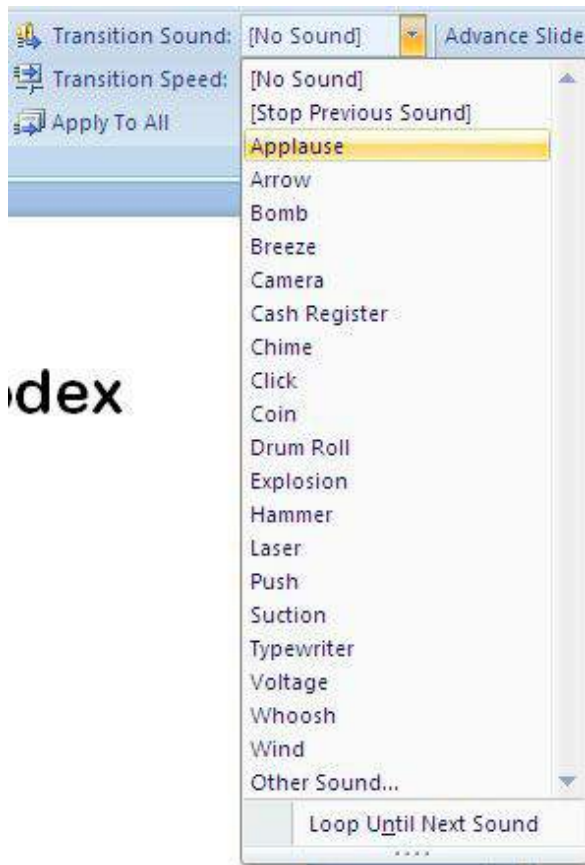 Transition Sound: [No Sound] Advance Slide
Transition Speed: [No Sound]
[Stop Previous Sound]
Apply To All
Applause
Arrow
Bomb
Breeze
Camera
Cash Register
Chime
Click
Coin
Drum Roll
Explosion
Hammer
Laser
Push
Suction
Typewriter
Voltage
Whoosh
Wind
Other Sound...
Loop Until Next Sound
dex